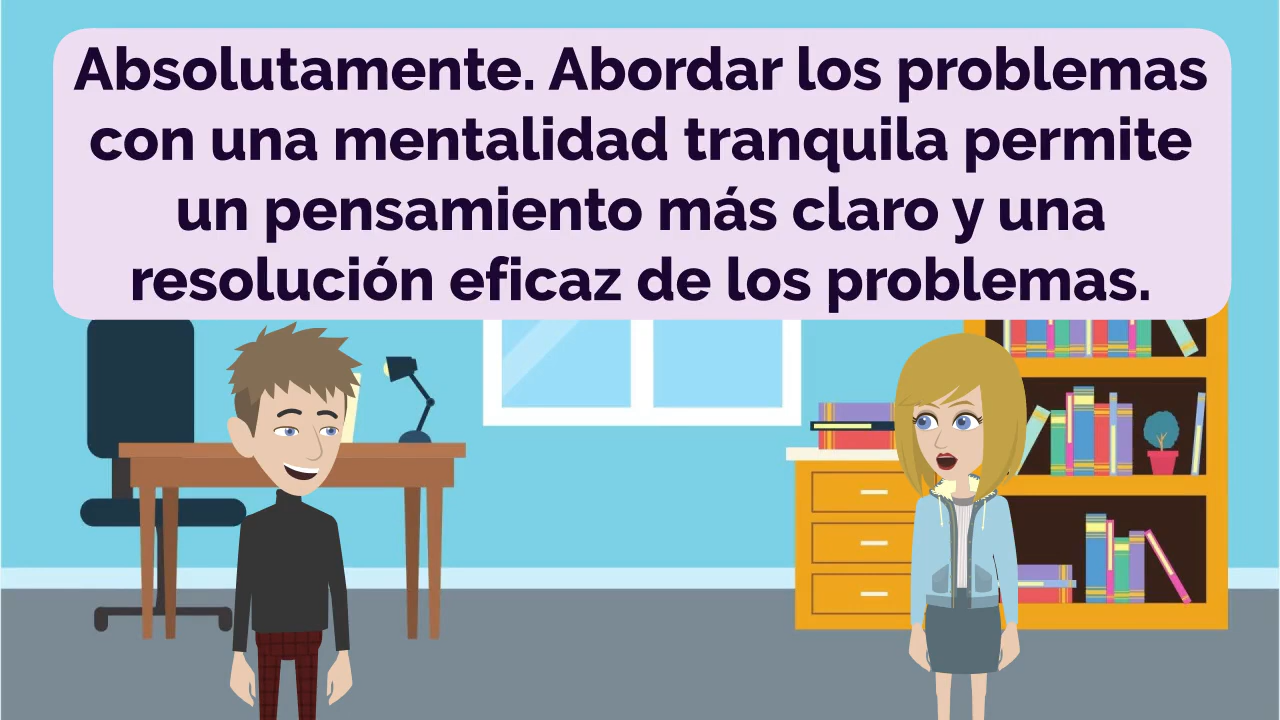 Absolutamente. Abordar los problemas
con una mentalidad tranquila permite
un pensamiento más claro y una
resolución eficaz de los problemas.